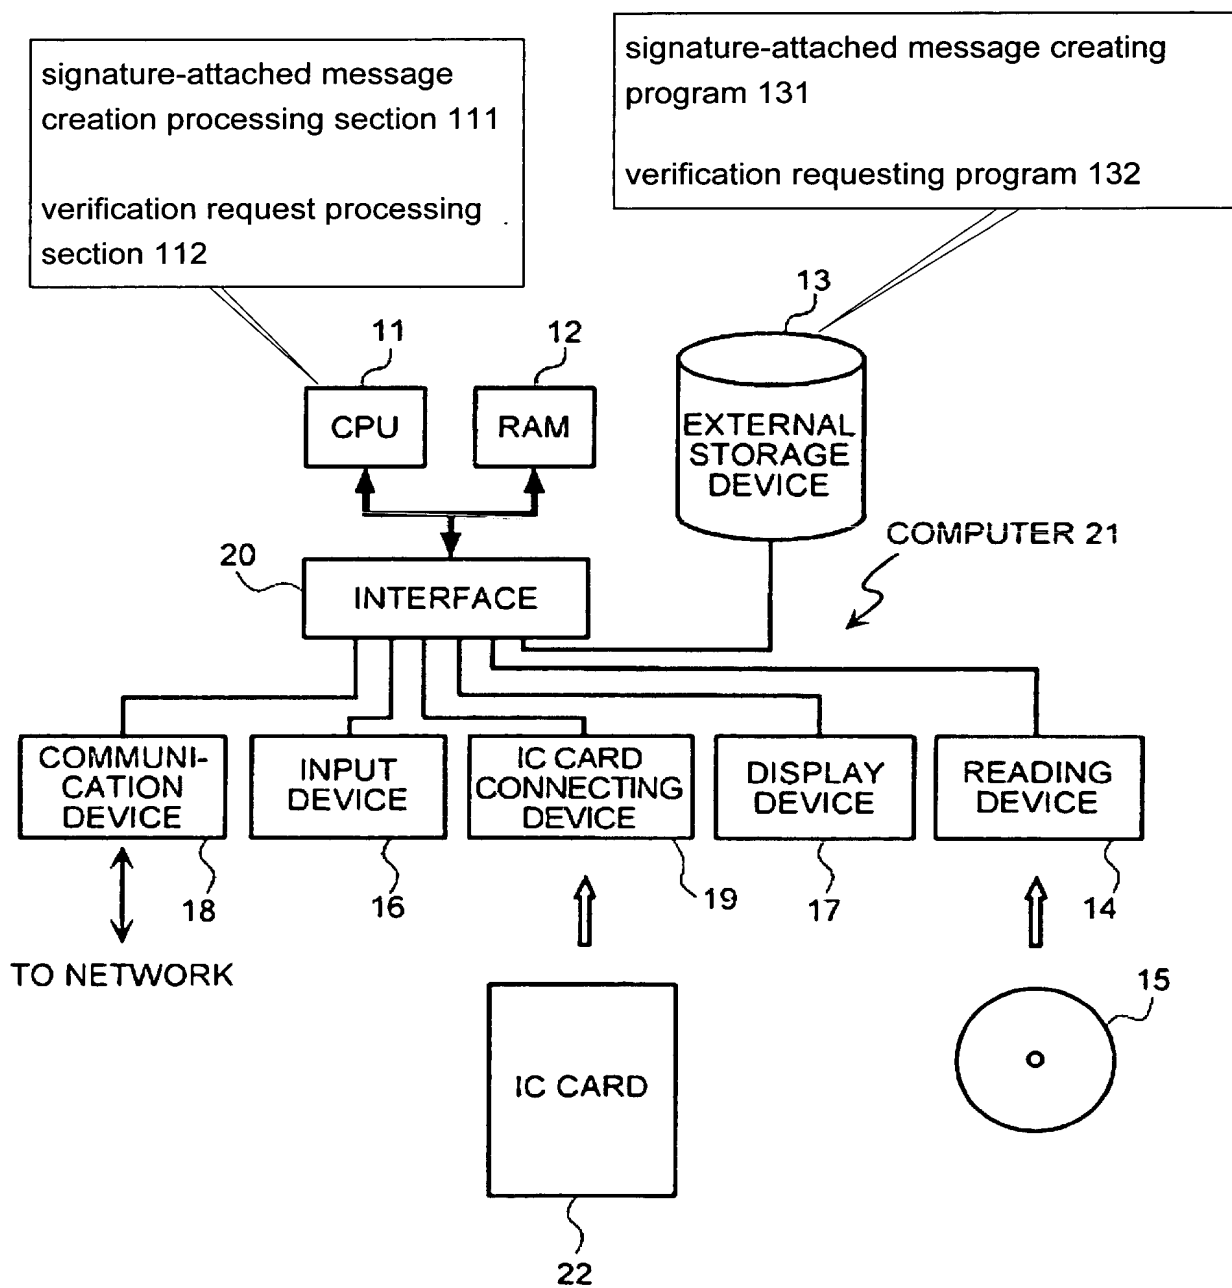 signature-attached message
creation processing section 111
verification request processing
section 112
signature-attached message creating
program 131
verification requesting program 132
13
11
12
CPU
RAM
EXTERNAL
STORAGE
DEVICE
COMPUTER 21
20
INTERFACE
COMMUNI-
CATION
DEVICE
INPUT
DEVICE
IC CARD
CONNECTING
DEVICE
DISPLAY
DEVICE
READING
DEVICE
18
16
19
17
14
TO NETWORK
15
IC CARD
22